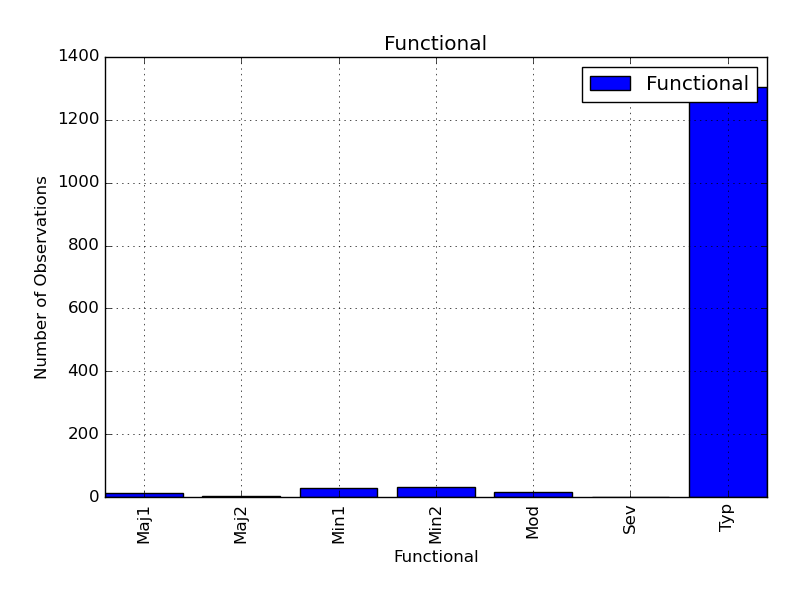 Functional
Functional
1400
1200
1000
800
600
400
200
0
Number of Observations
Maj1
Maj2
Min1
Min2
Mod
Sev
Typ
Functional